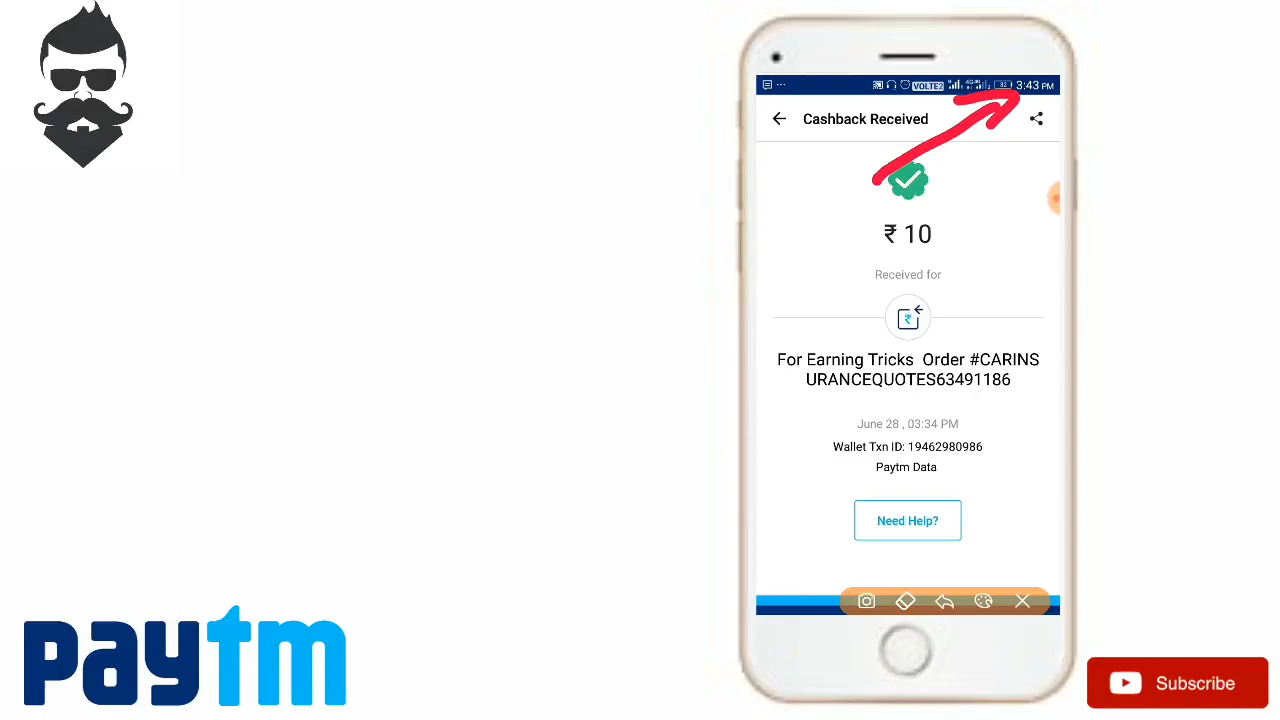 VOLTE2 3:43 PM
Cashback Received
₹ 10
Received for
₹
For Earning Tricks Order #CARINS
URANCEQUOTES63491186
June 28 , 03:34 PM
Wallet Txn ID: 19462980986
Paytm Data
Need Help?
paytm
Subscribe